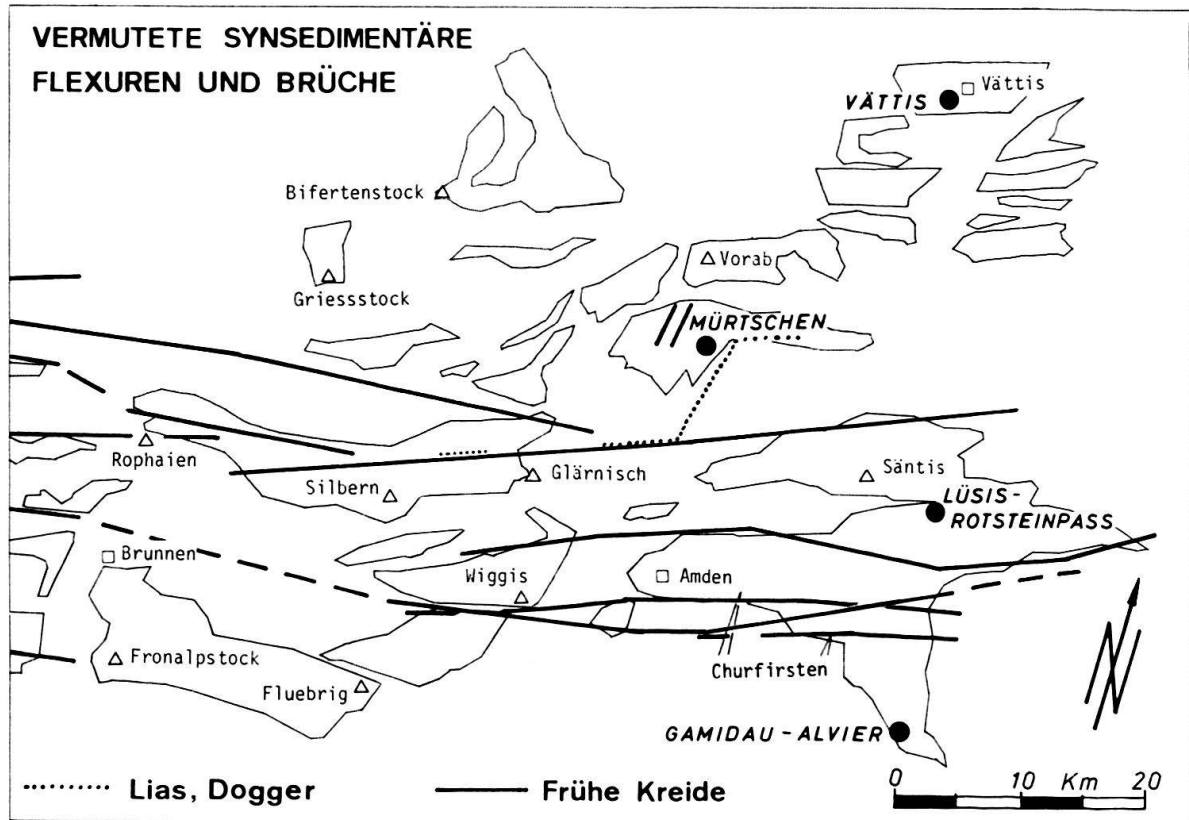 VERMUTETE SYNSEDIMENTÄRE
FLEXUREN UND BRÜCHE
Vättis
VÄTTIS
Bifertenstock
Vorab
Griessstock
MÜRTSCHEN
Rophaien
Silbern
Glärnisch
Säntis
LÜSIS-
ROTSTEINPASS
Brunnen
Wiggis
Amden
Fronalpstock
Fluebrig
Churfirsten
GAMIDAU - ALVIER
N
Lias, Dogger
Frühe Kreide
0 10 Km 20